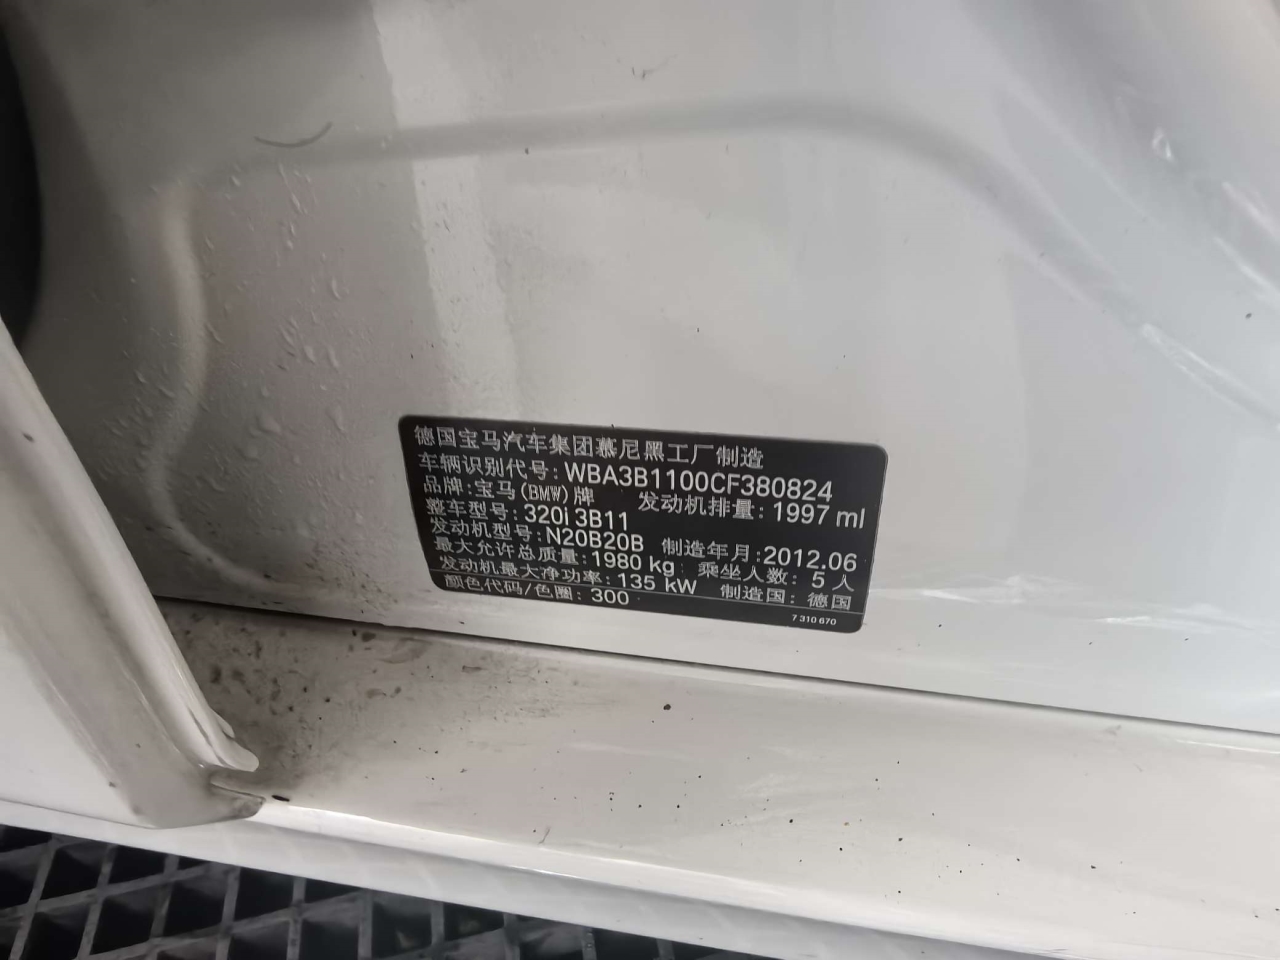 德国宝马汽车集团慕尼黑工厂制造
车辆识别代号: WBA3B1100CF380824
品牌: 宝马(BMW)牌 发动机排量: 1997 ml
整车型号: 320i 3B11
发动机型号: N20B20B 制造年月: 2012.06
最大允许总质量: 1980 kg 乘坐人数: 5 人
发动机最大净功率: 135 kW 制造国: 德国
颜色代码/色圈: 300
7 310 670